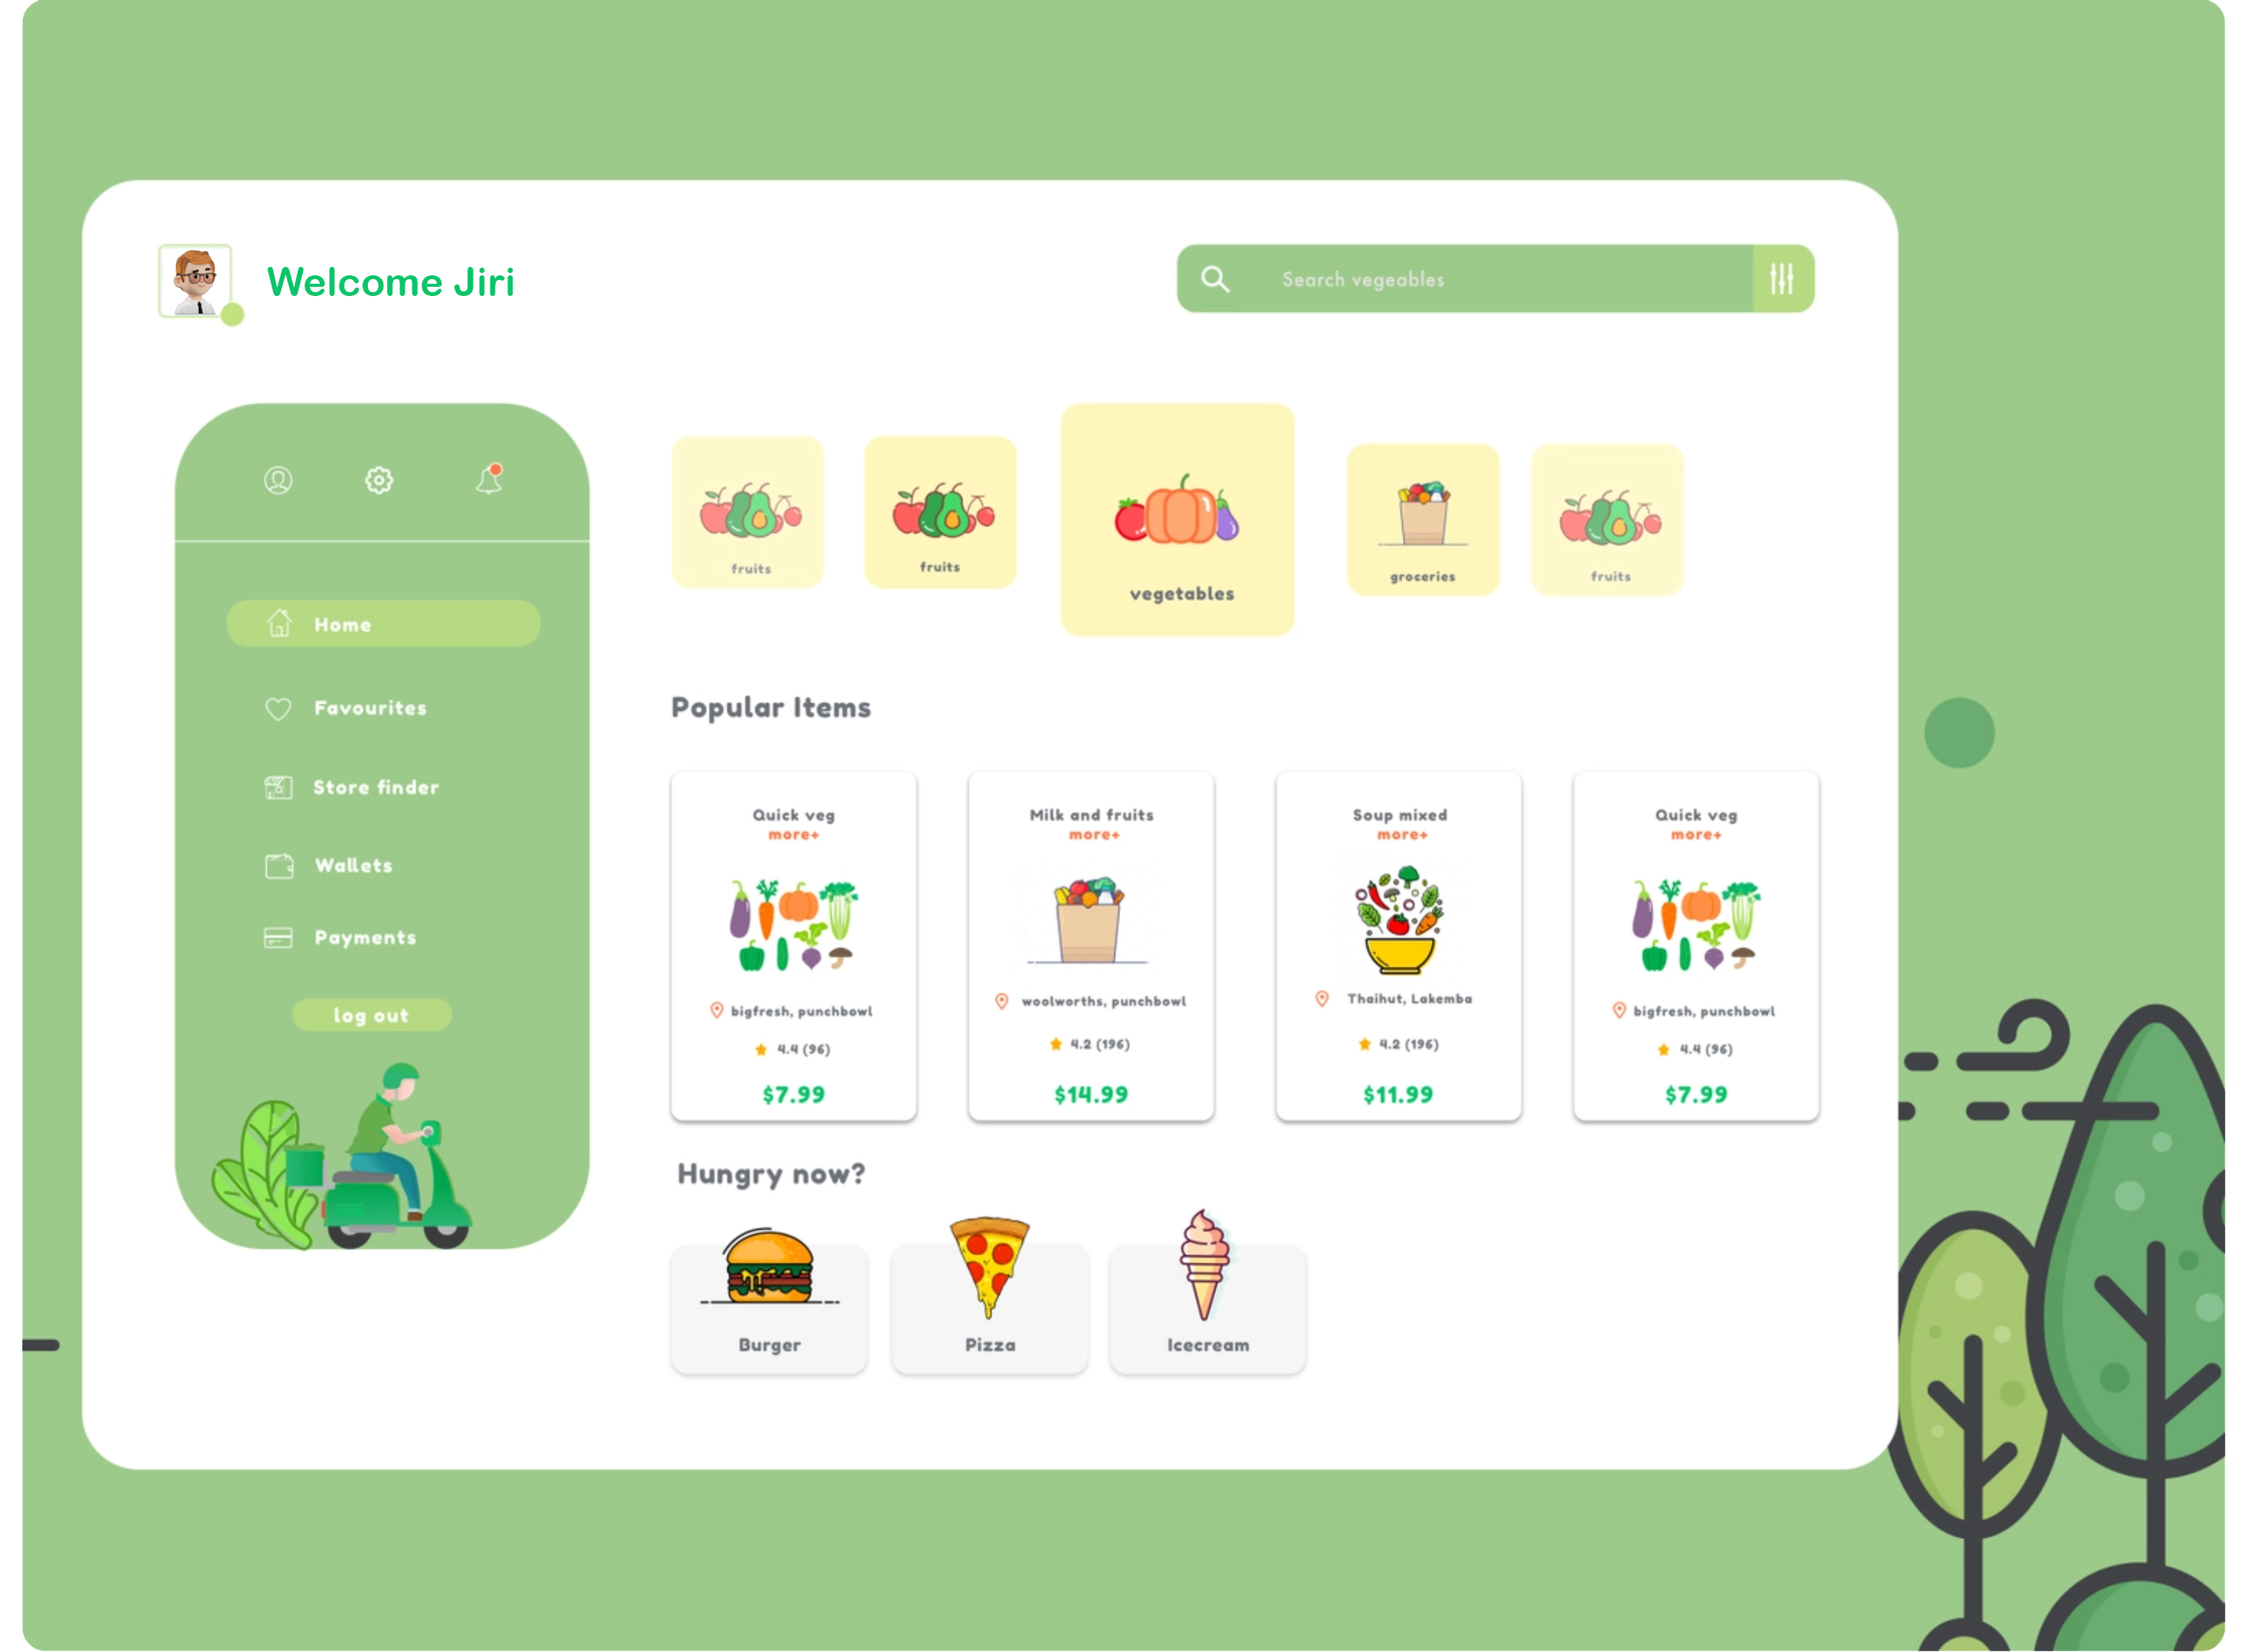 Welcome Jiri
Search vegeables
Home
Favourites
Store finder
Wallets
Payments
log out
fruits
fruits
vegetables
groceries
fruits
Popular Items
Quick veg
more+
bigfresh, punchbowl
4.4 (96)
$7.99
Milk and fruits
more+
woolworths, punchbowl
4.2 (196)
$14.99
Soup mixed
more+
Thaihut, Lakemba
4.2 (196)
$11.99
Quick veg
more+
bigfresh, punchbowl
4.4 (96)
$7.99
Hungry now?
Burger
Pizza
Icecream